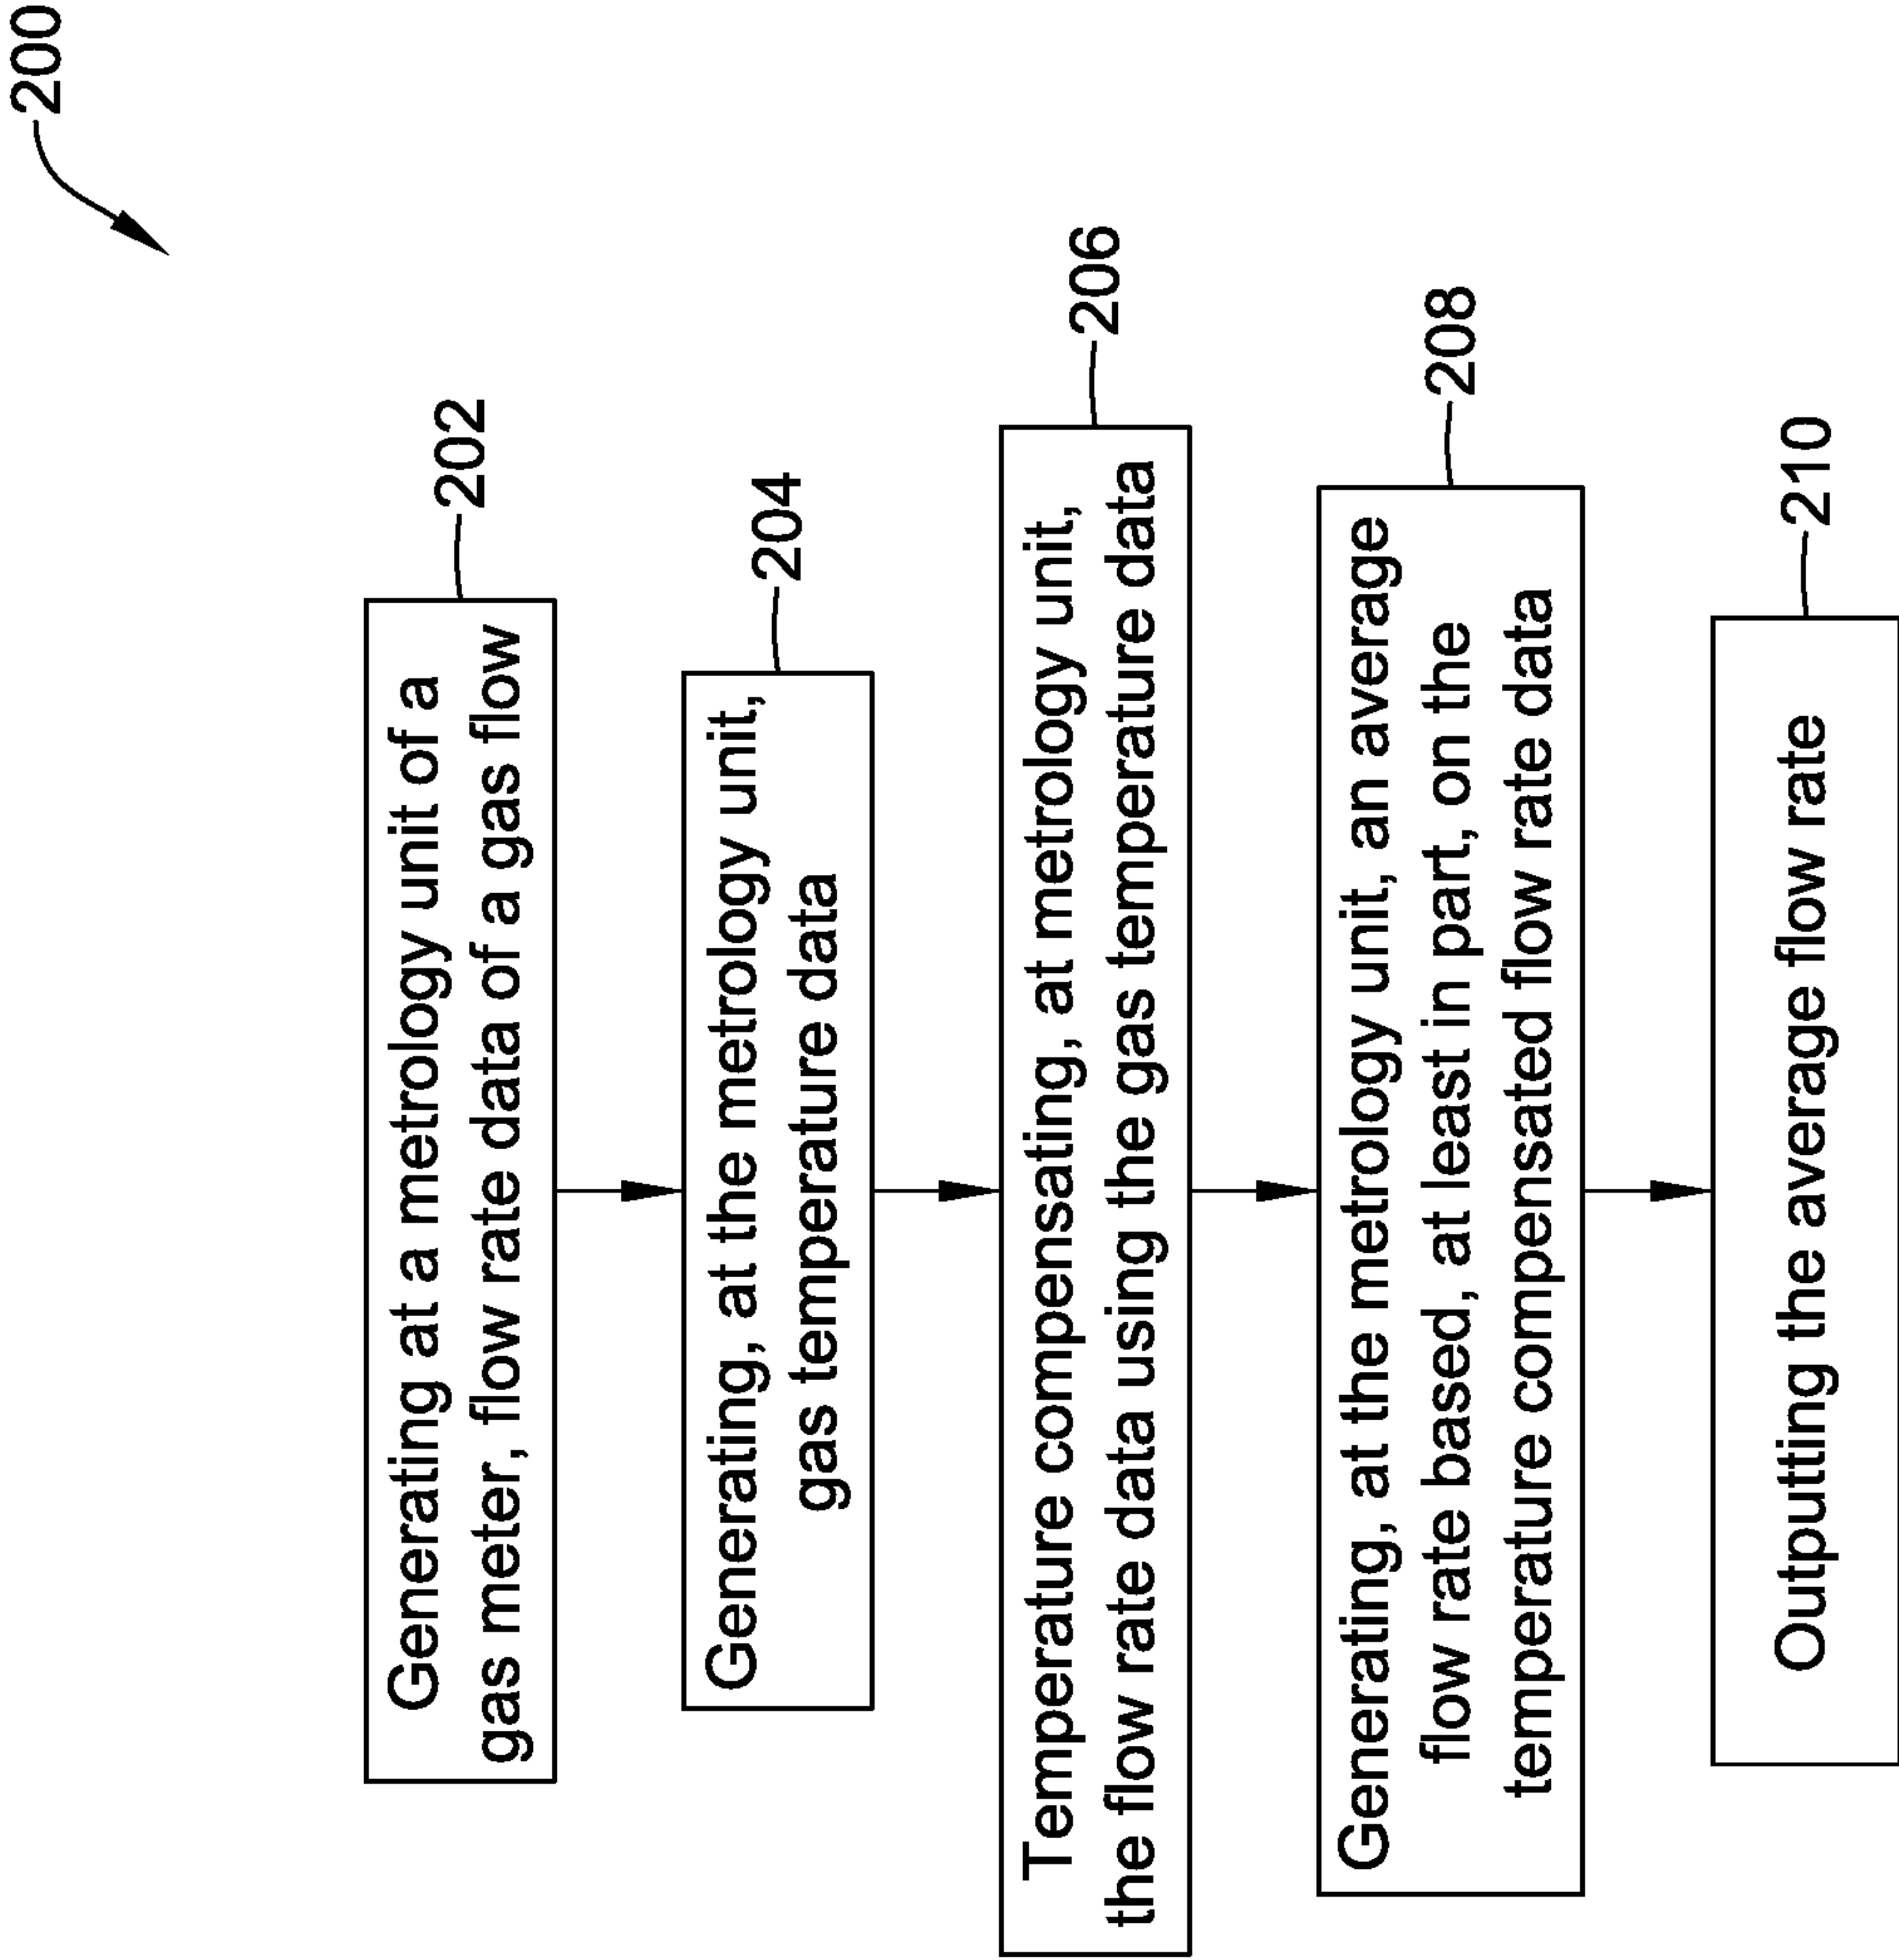 200
Generating at a metrology unit of a
gas meter, flow rate data of a gas flow
202
Generating, at the metrology unit,
gas temperature data
204
Temperature compensating, at metrology unit,
the flow rate data using the gas temperature data
206
Generating, at the metrology unit, an average
flow rate based, at least in part, on the
temperature compensated flow rate data
208
Outputting the average flow rate
210